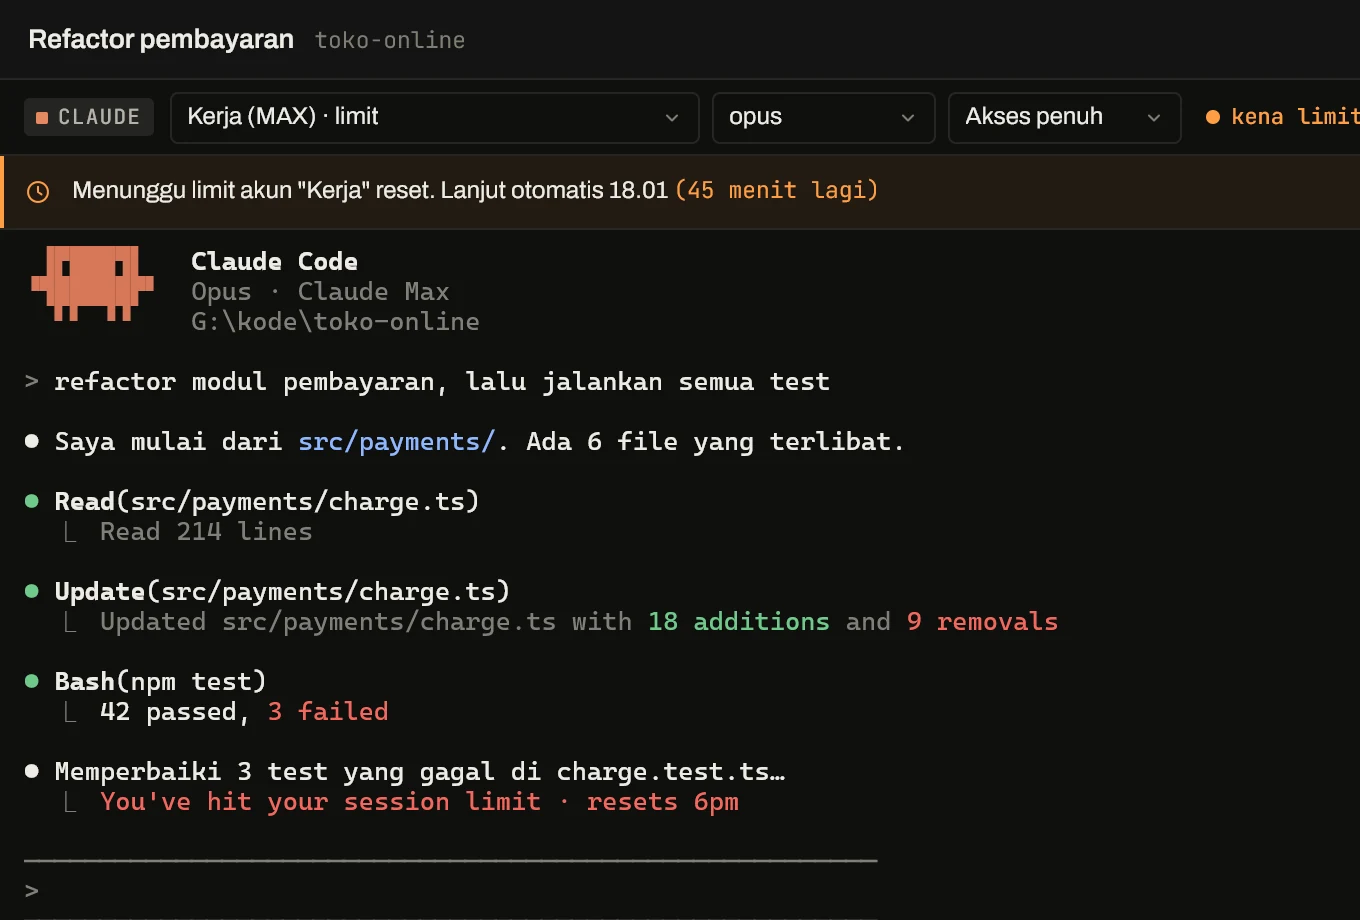 Refactor pembayaran toko-online
CLAUDE Kerja (MAX) · limit opus Akses penuh kena limit
Menunggu limit akun "Kerja" reset. Lanjut otomatis 18.01 (45 menit lagi)
Claude Code
Opus · Claude Max
G:\kode\toko-online
> refactor modul pembayaran, lalu jalankan semua test
Saya mulai dari src/payments/. Ada 6 file yang terlibat.
Read(src/payments/charge.ts)
Read 214 lines
Update(src/payments/charge.ts)
Updated src/payments/charge.ts with 18 additions and 9 removals
Bash(npm test)
42 passed, 3 failed
Memperbaiki 3 test yang gagal di charge.test.ts…
You've hit your session limit · resets 6pm
>